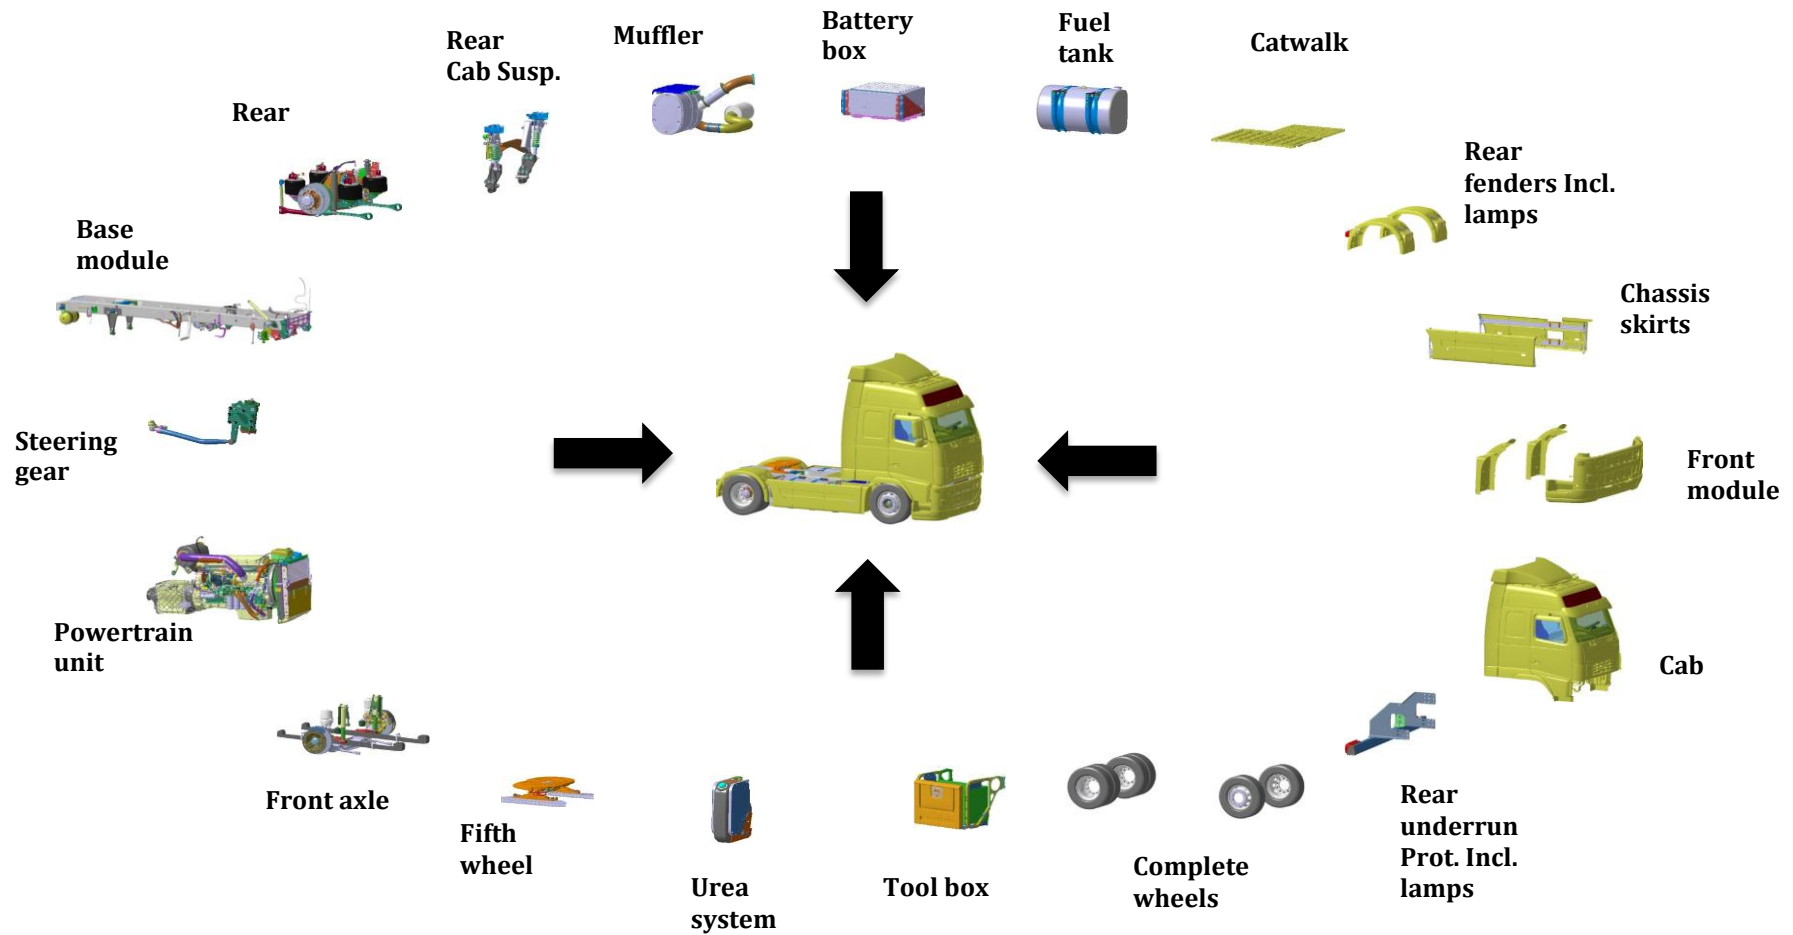 Battery
box
Fuel
tank
Muffler
Catwalk
Rear
Cab Susp.
Rear
Rear
fenders Incl.
lamps
Base
module
Chassis
skirts
Steering
gear
Front
module
Powertrain
unit
Cab
Front axle
Rear
underrun
Prot. Incl.
lamps
Fifth
wheel
Complete
wheels
Urea
system
Tool box